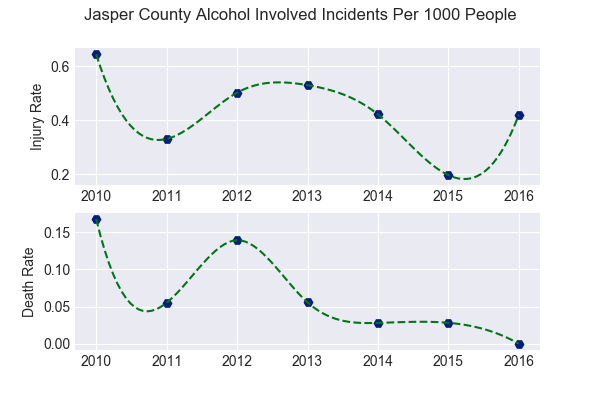 Jasper County Alcohol Involved Incidents Per 1000 People
Injury Rate
0.6
0.4
0.2
2010 2011 2012 2013 2014 2015 2016
Death Rate
0.15
0.10
0.05
0.00
2010 2011 2012 2013 2014 2015 2016